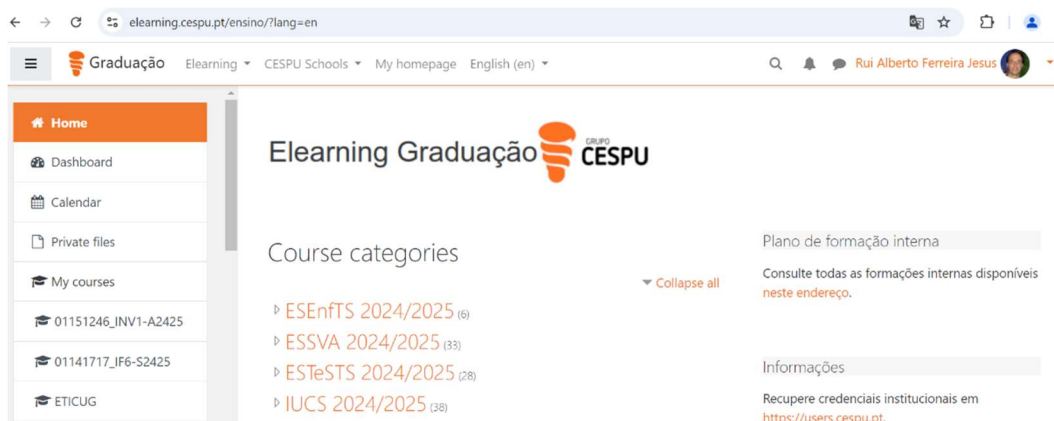 elearning.cespu.pt/ensino/?lang=en
Graduação Elearning CESPU Schools My homepage English (en) Rui Alberto Ferreira Jesus
Home
Dashboard
Calendar
Private files
My courses
01151246_INV1-A2425
01141717_IF6-S2425
ETICUG
Elearning Graduação GRUPO CESPU
Course categories
Collapse all
ESEnfTS 2024/2025 (6)
ESSVA 2024/2025 (33)
ESTeSTS 2024/2025 (28)
IUCS 2024/2025 (38)
Plano de formação interna
Consulte todas as formações internas disponíveis
neste endereço.
Informações
Recupere credenciais institucionais em
https://users.cespu.pt.